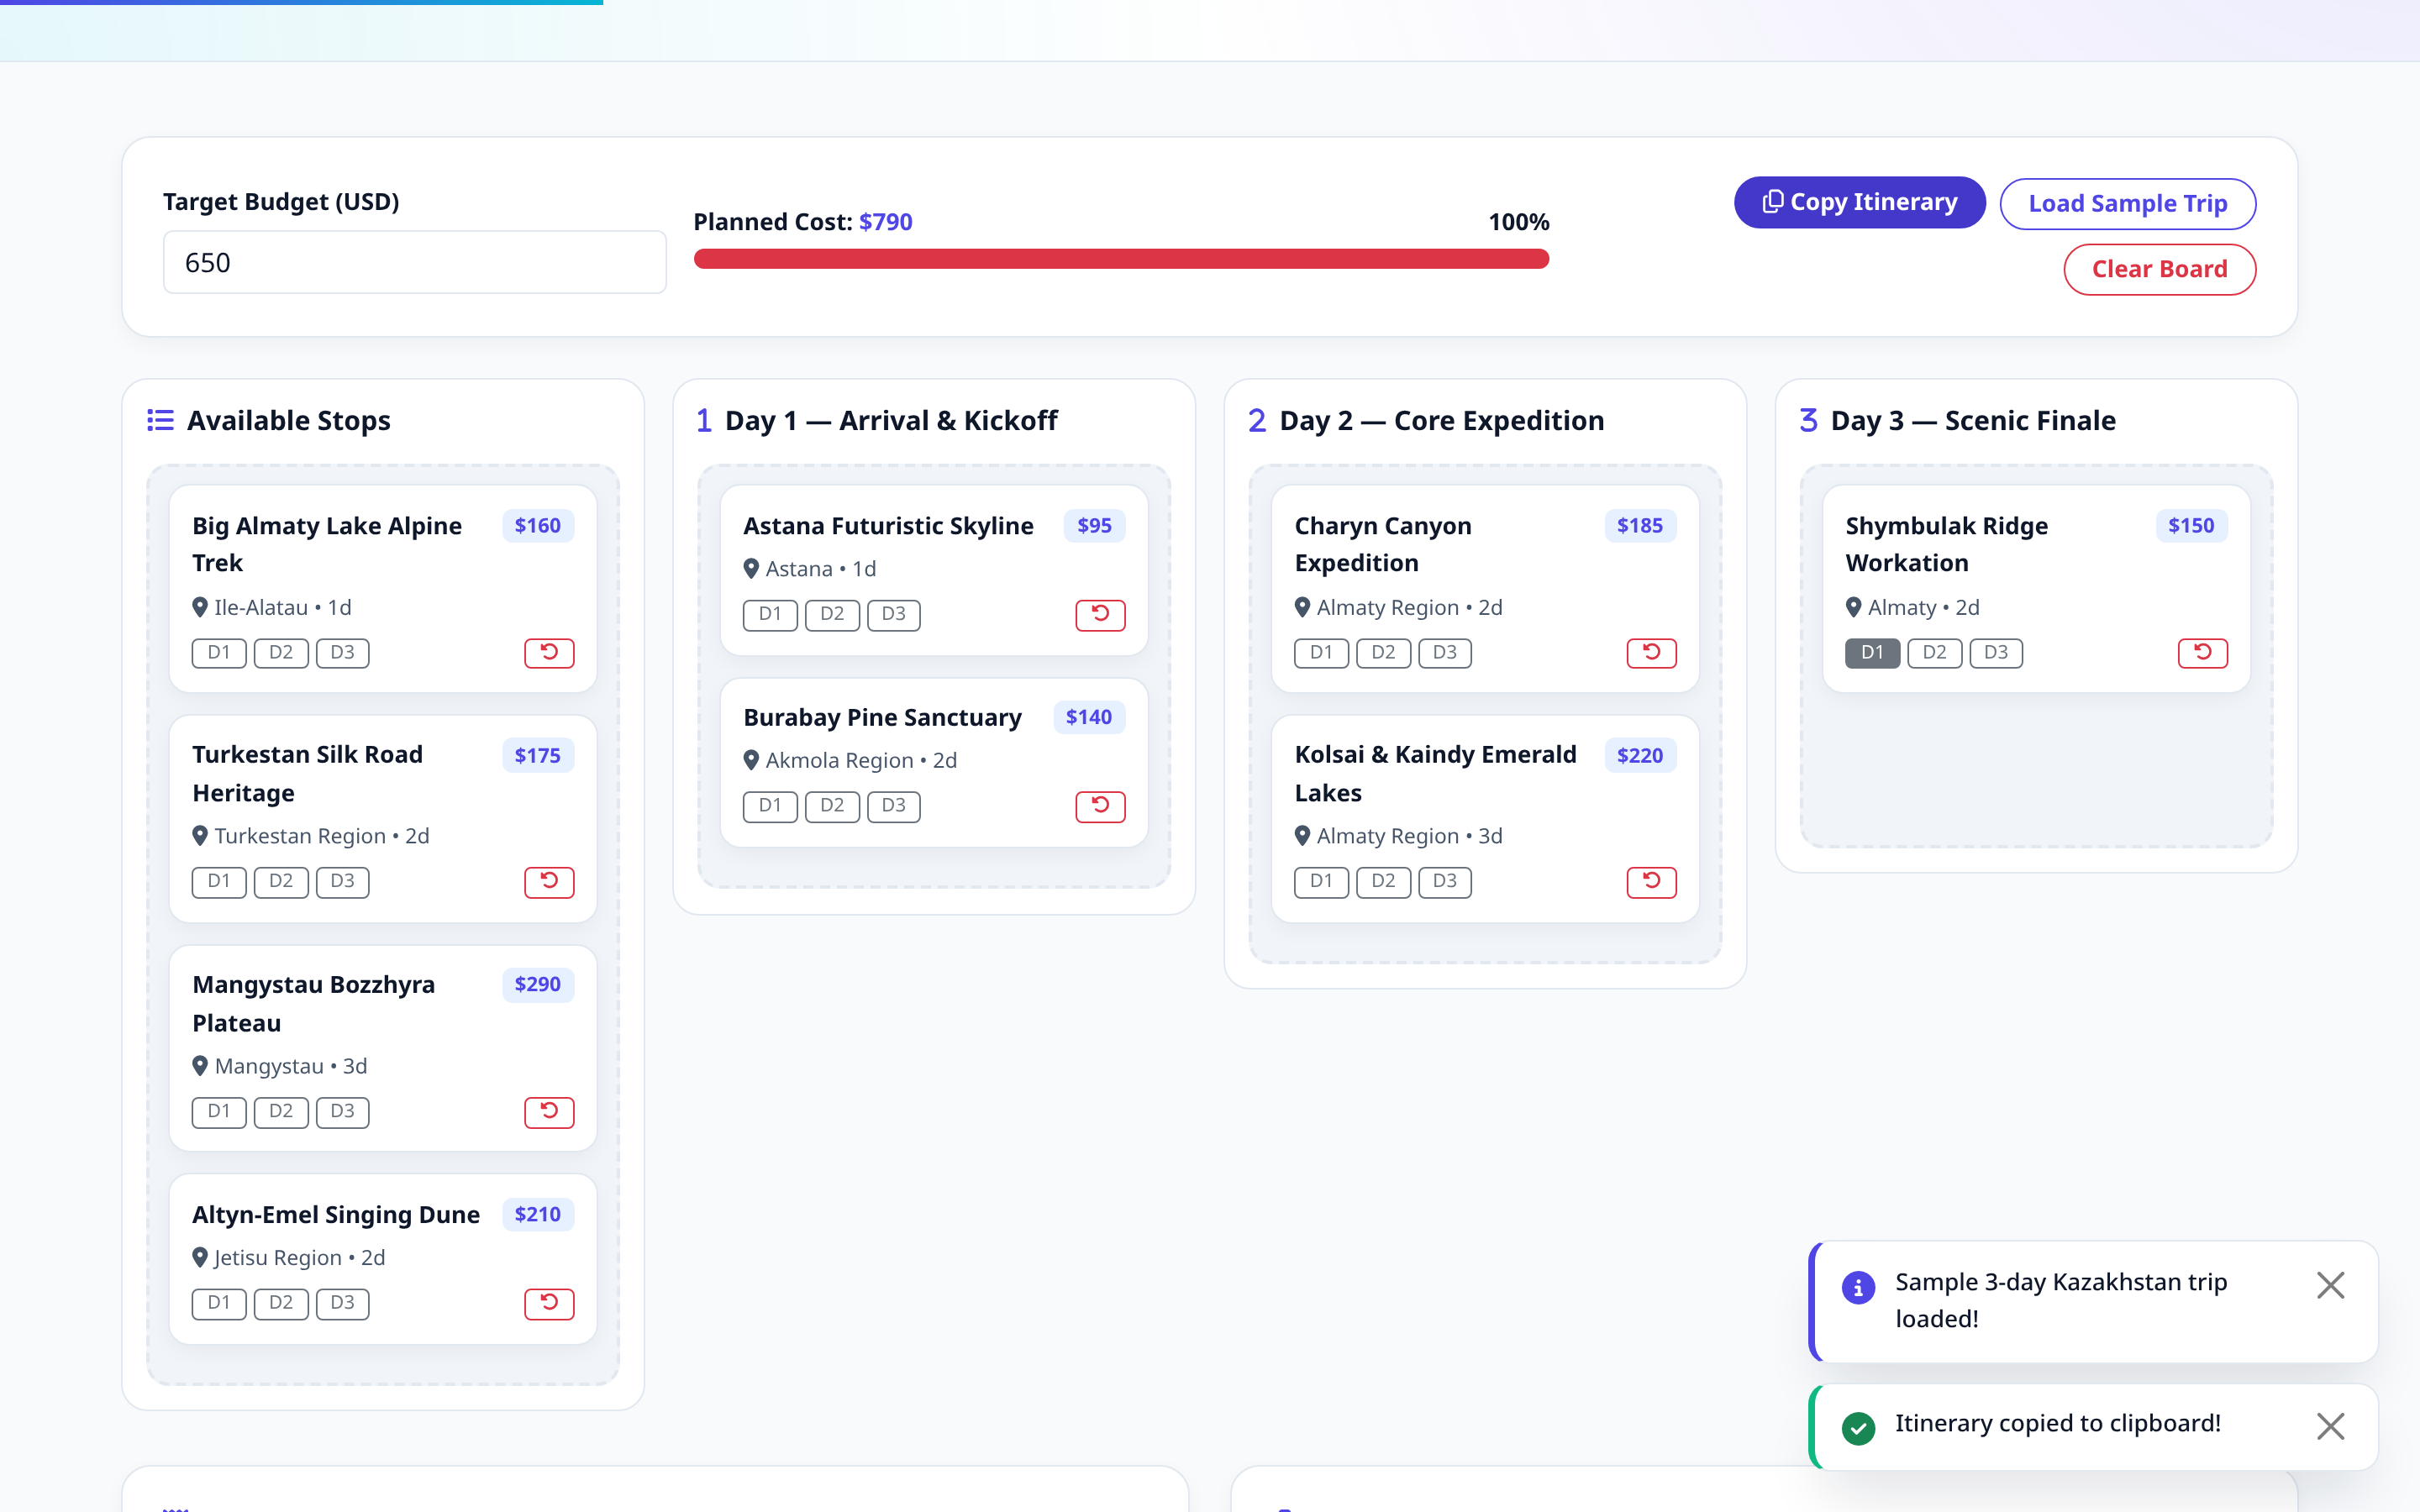 Target Budget (USD)
650
Planned Cost: $790
100%
Copy Itinerary
Load Sample Trip
Clear Board
Available Stops
Big Almaty Lake Alpine
Trek
$160
Ile-Alatau • 1d
D1 D2 D3
Turkestan Silk Road
Heritage
$175
Turkestan Region • 2d
D1 D2 D3
Mangystau Bozzhyra
Plateau
$290
Mangystau • 3d
D1 D2 D3
Altyn-Emel Singing Dune
$210
Jetisu Region • 2d
D1 D2 D3
1 Day 1 — Arrival & Kickoff
Astana Futuristic Skyline
$95
Astana • 1d
D1 D2 D3
Burabay Pine Sanctuary
$140
Akmola Region • 2d
D1 D2 D3
2 Day 2 — Core Expedition
Charyn Canyon
Expedition
$185
Almaty Region • 2d
D1 D2 D3
Kolsai & Kaindy Emerald
Lakes
$220
Almaty Region • 3d
D1 D2 D3
3 Day 3 — Scenic Finale
Shymbulak Ridge
Workation
$150
Almaty • 2d
D1 D2 D3
Sample 3-day Kazakhstan trip
loaded!
Itinerary copied to clipboard!